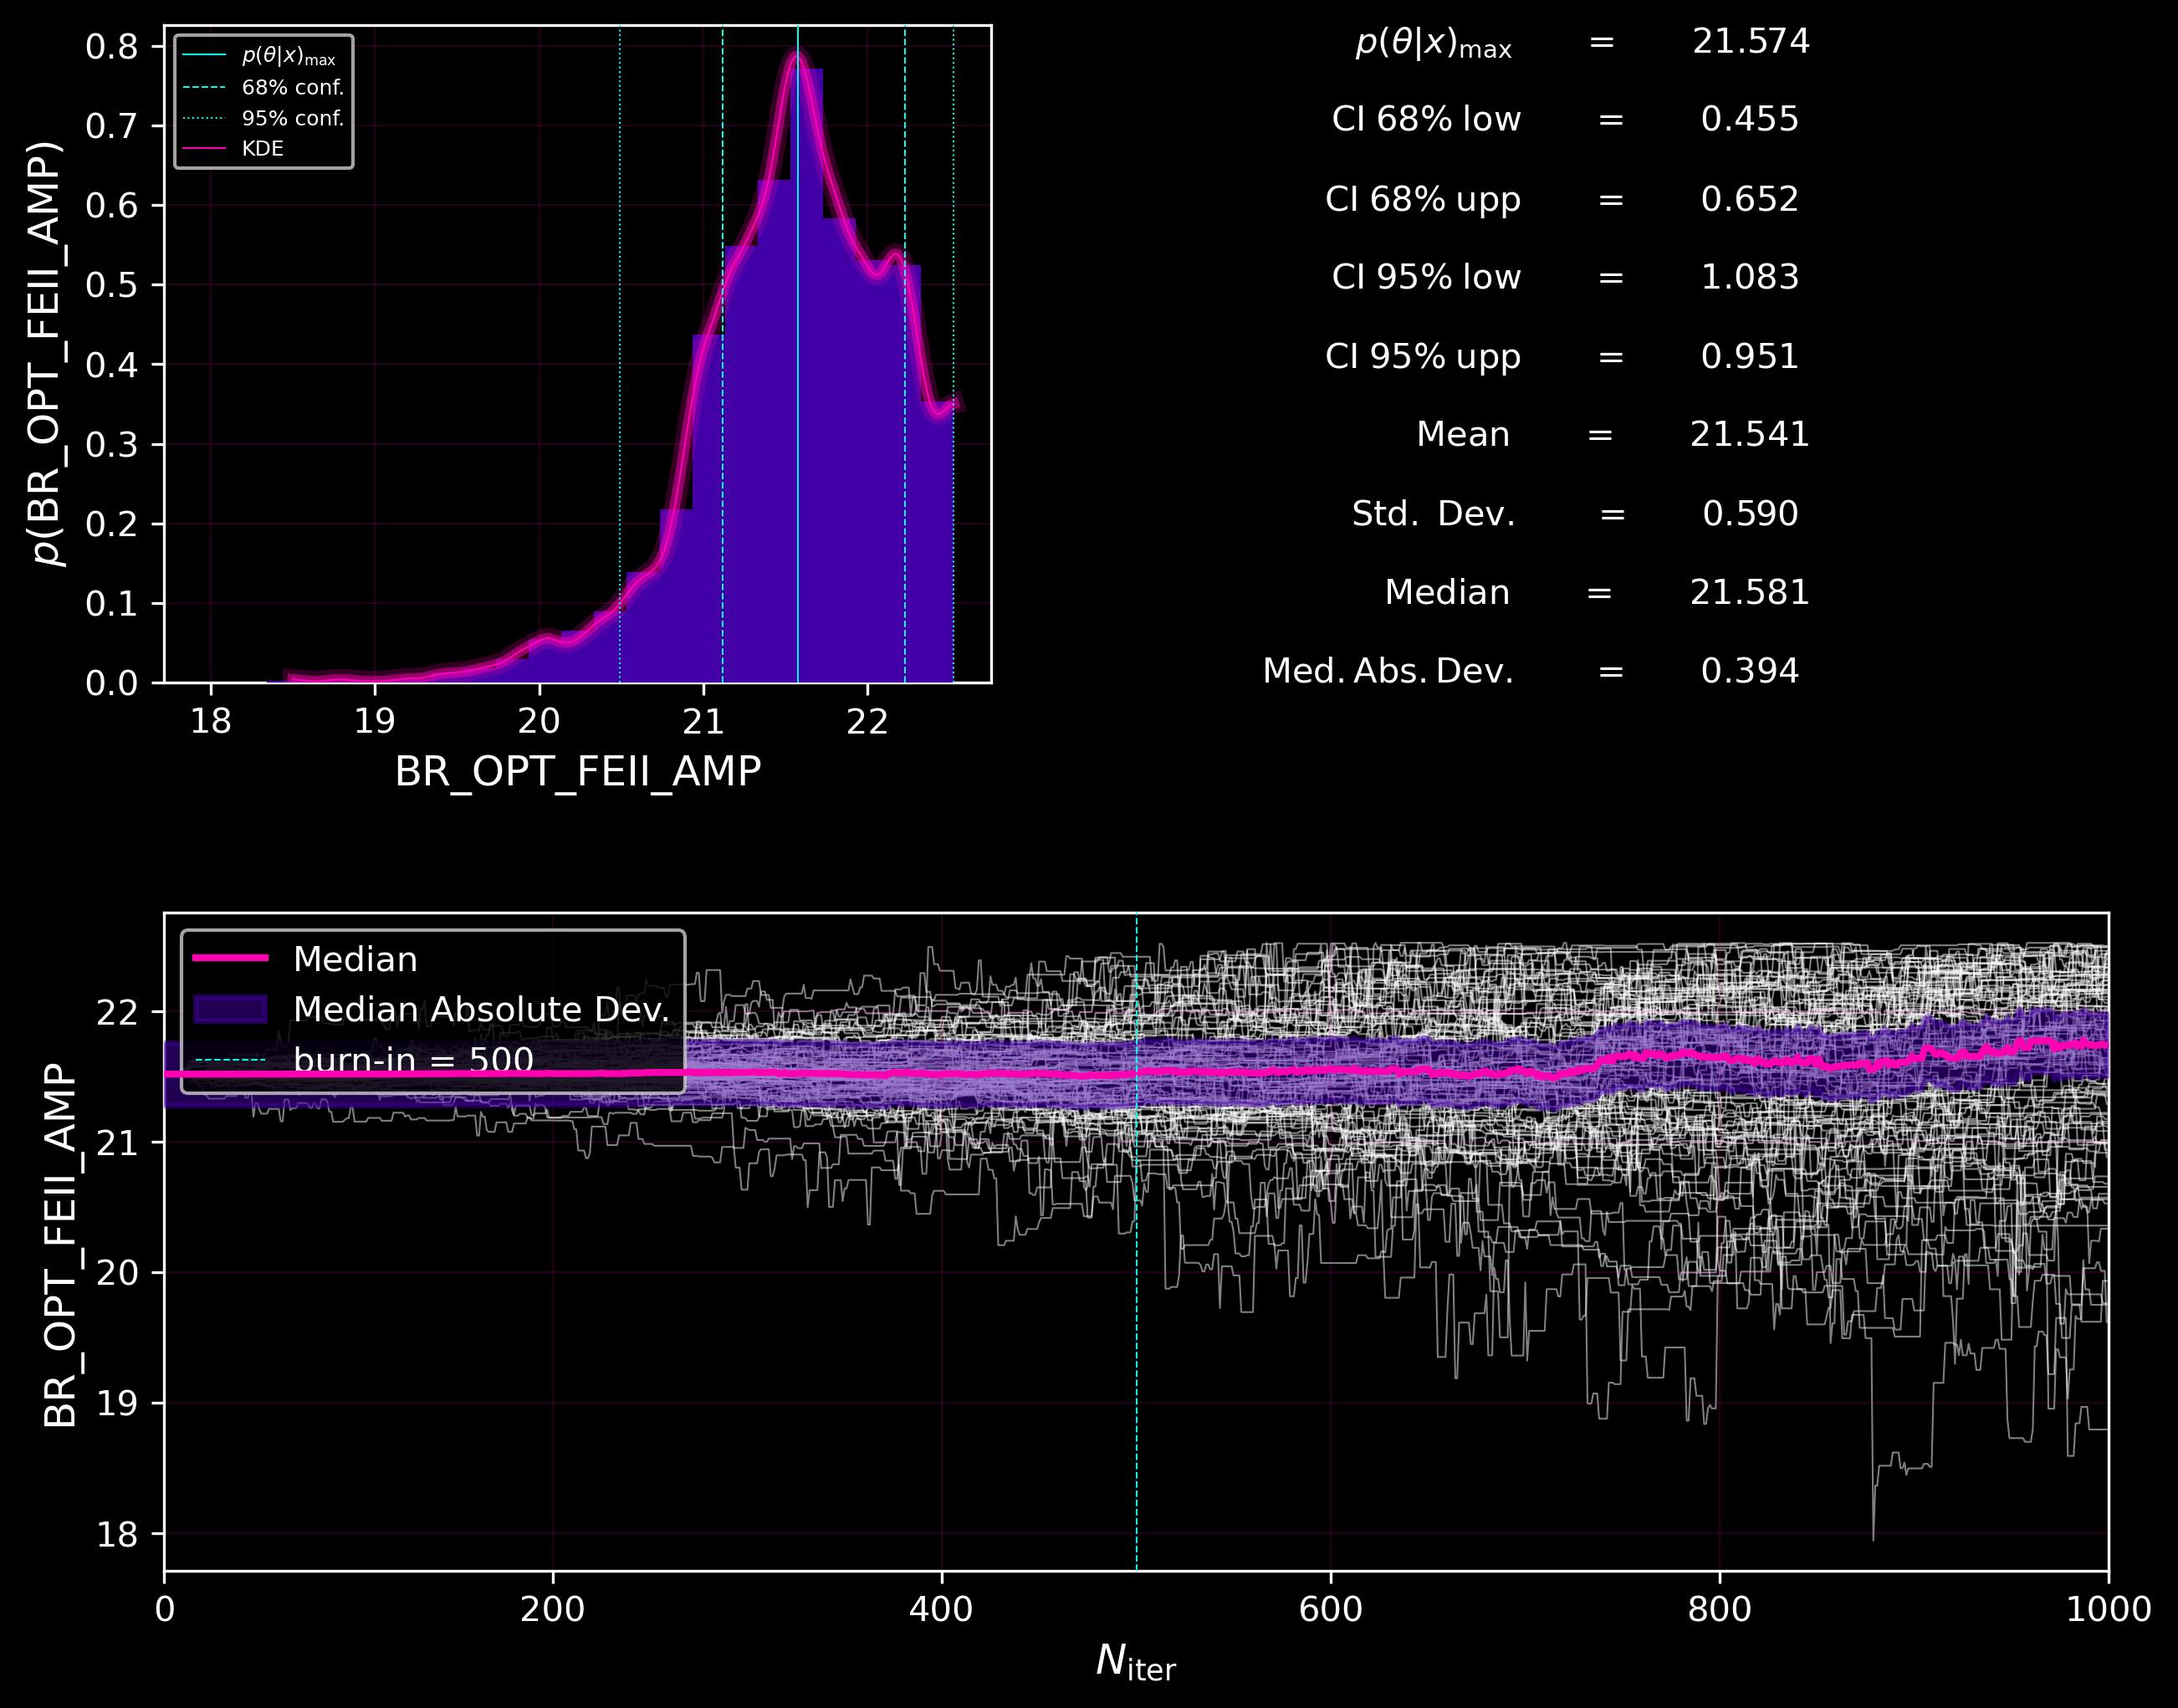 0.8
0.7
0.6
0.5
0.4
0.3
0.2
0.1
0.0
p(BR_OPT_FEII_AMP)
p(θ|x)max
68% conf.
95% conf.
KDE
18 19 20 21 22
BR_OPT_FEII_AMP
p(θ|x)max = 21.574
CI 68% low = 0.455
CI 68% upp = 0.652
CI 95% low = 1.083
CI 95% upp = 0.951
Mean = 21.541
Std. Dev. = 0.590
Median = 21.581
Med. Abs. Dev. = 0.394
22
21
20
19
18
BR_OPT_FEII_AMP
Median
Median Absolute Dev.
burn-in = 500
0 200 400 600 800 1000
Niter